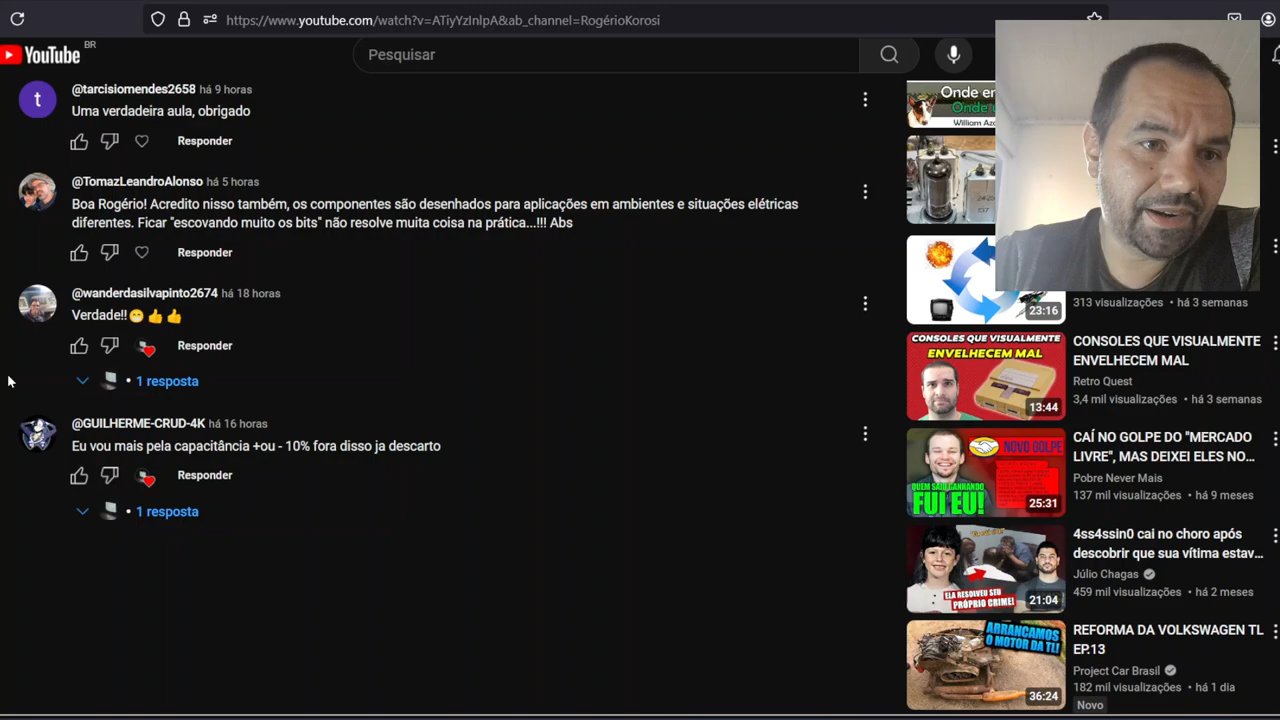 https://www.youtube.com/watch?v=ATiyYzInlpA&ab_channel=RogérioKorosi
YouTube BR
Pesquisar
@tarcisiomendes2658 há 9 horas
t
Uma verdadeira aula, obrigado
Responder
@TomazLeandroAlonso há 5 horas
Boa Rogério! Acredito nisso também, os componentes são desenhados para aplicações em ambientes e situações elétricas
diferentes. Ficar "escovando muito os bits" não resolve muita coisa na prática...!!! Abs
Responder
@wanderdasilvapinto2674 há 18 horas
Verdade!!😁👍👍
Responder
• 1 resposta
@GUILHERME-CRUD-4K há 16 horas
Eu vou mais pela capacitância +ou - 10% fora disso ja descarto
Responder
• 1 resposta
Onde
William
23:16
313 visualizações • há 3 semanas
CONSOLES QUE VISUALMENTE
ENVELHECEM MAL
13:44
CONSOLES QUE VISUALMENTE
ENVELHECEM MAL
Retro Quest
3,4 mil visualizações • há 3 semanas
NOVO GOLPE
QUEM SAIU GANHANDO
FUI EU!
25:31
CAÍ NO GOLPE DO "MERCADO
LIVRE", MAS DEIXEI ELES NO...
Pobre Never Mais
137 mil visualizações • há 9 meses
ELA RESOLVEU SEU
PRÓPRIO CRIME!
21:04
4ss4ssin0 cai no choro após
descobrir que sua vítima estav...
Júlio Chagas
459 mil visualizações • há 2 meses
ARRANCAMOS
O MOTOR DA TL!
36:24
REFORMA DA VOLKSWAGEN TL
EP.13
Project Car Brasil
182 mil visualizações • há 1 dia
Novo